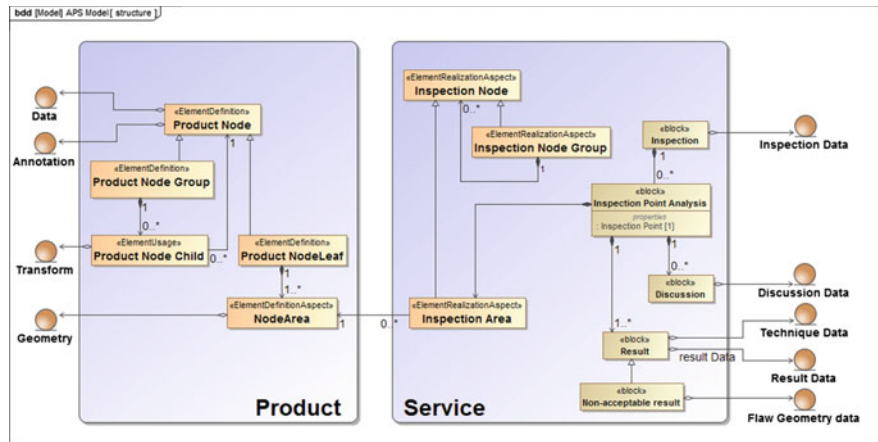 bdd [Model] APS Model[ structure ]
Data
Annotation
Transform
Geometry
«ElementDefinition»
Product Node
1
«ElementDefinition»
Product Node Group
1
0..*
«ElementUsage»
Product Node Child
0..*
«ElementDefinition»
Product NodeLeaf
1
1..*
«ElementDefinitionAspect»
NodeArea
1
0..*
Product
«ElementRealizationAspect»
Inspection Node
0..*
«ElementRealizationAspect»
Inspection Node Group
1
«block»
Inspection
1
0..*
«block»
Inspection Point Analysis
properties
: Inspection Point [1]
1
1
0..*
«block»
Discussion
«ElementRealizationAspect»
Inspection Area
1..*
«block»
Result
result Data
«block»
Non-acceptable result
Service
Inspection Data
Discussion Data
Technique Data
Result Data
Flaw Geometry data